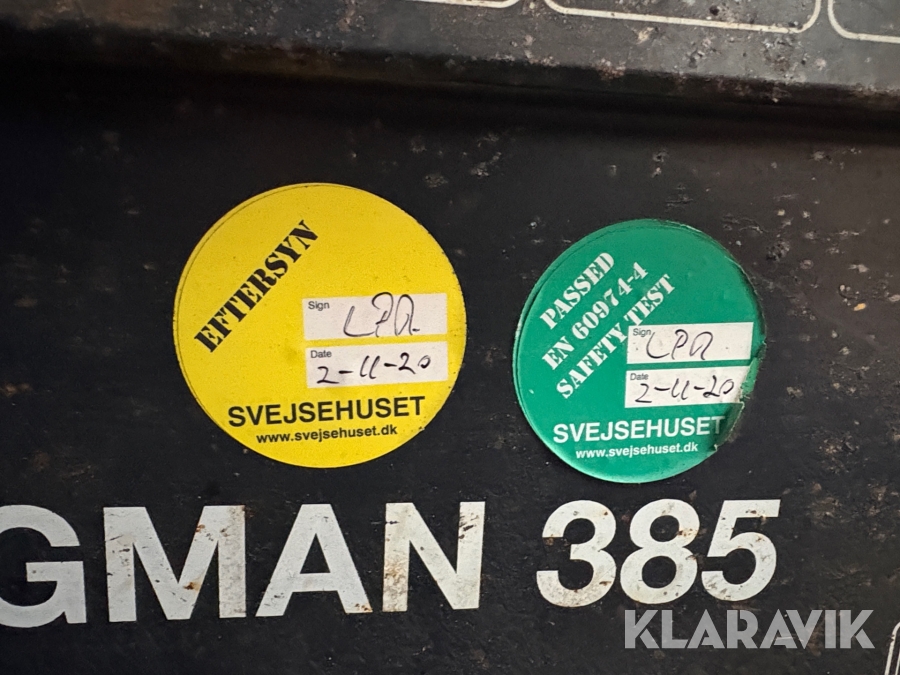 EFTERSYN
Sign
LPA
Date
2-11-20
SVEJSEHUSET
www.svejsehuset.dk
PASSED
EN 60974-4
SAFETY TEST
Sign
LPA
Date
2-11-20
SVEJSEHUSET
www.svejsehuset.dk
GMAN 385
KLARAVIK